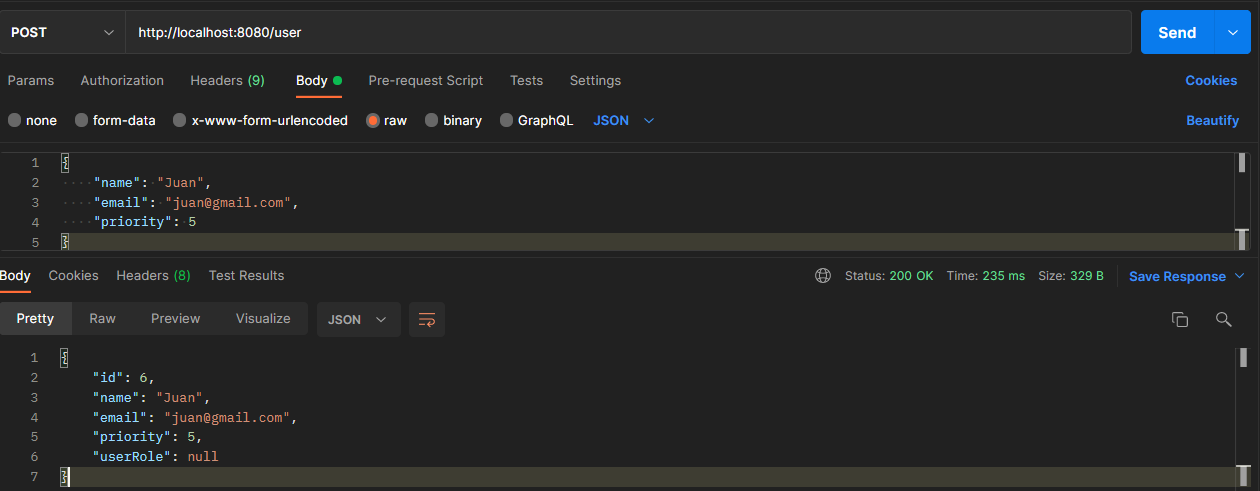 POST http://localhost:8080/user Send
Params Authorization Headers (9) Body Pre-request Script Tests Settings Cookies
none form-data x-www-form-urlencoded raw binary GraphQL JSON Beautify
1 {
2 "name": "Juan",
3 "email": "juan@gmail.com",
4 "priority": 5
5 }
Body Cookies Headers (8) Test Results Status: 200 OK Time: 235 ms Size: 329 B Save Response
Pretty Raw Preview Visualize JSON
1 {
2 "id": 6,
3 "name": "Juan",
4 "email": "juan@gmail.com",
5 "priority": 5,
6 "userRole": null
7 }